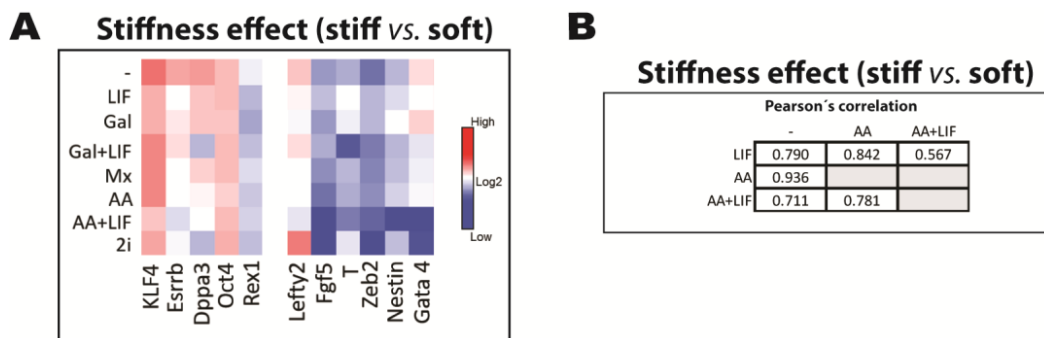 A
Stiffness effect (stiff vs. soft)
-
LIF
Gal
Gal+LIF
Mx
AA
AA+LIF
2i
High
Log2
Low
KLF4
Esrrb
Dppa3
Oct4
Rex1
Lefty2
Fgf5
T
Zeb2
Nestin
Gata 4
B
Stiffness effect (stiff vs. soft)
Pearson´s correlation
- AA AA+LIF
LIF 0.790 0.842 0.567
AA 0.936
AA+LIF 0.711 0.781